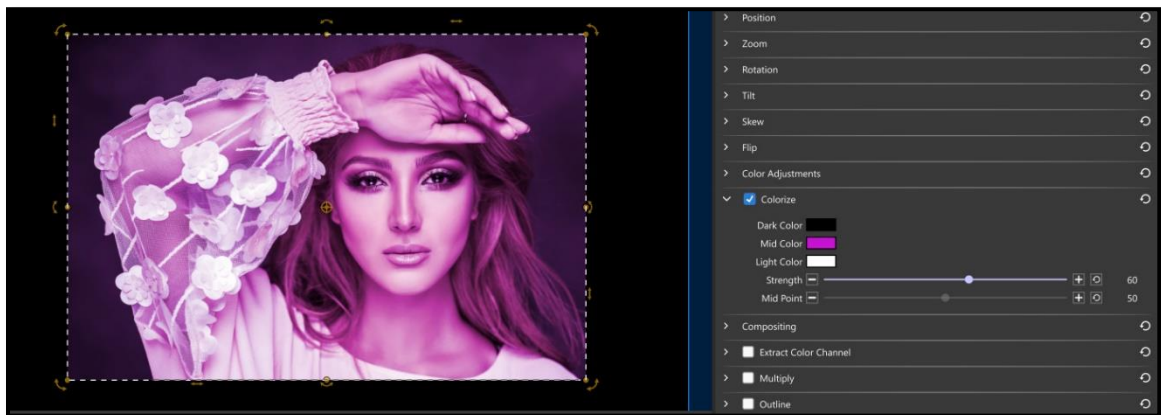 Position
Zoom
Rotation
Tilt
Skew
Flip
Color Adjustments
Colorize
Dark Color
Mid Color
Light Color
Strength 60
Mid Point 50
Compositing
Extract Color Channel
Multiply
Outline